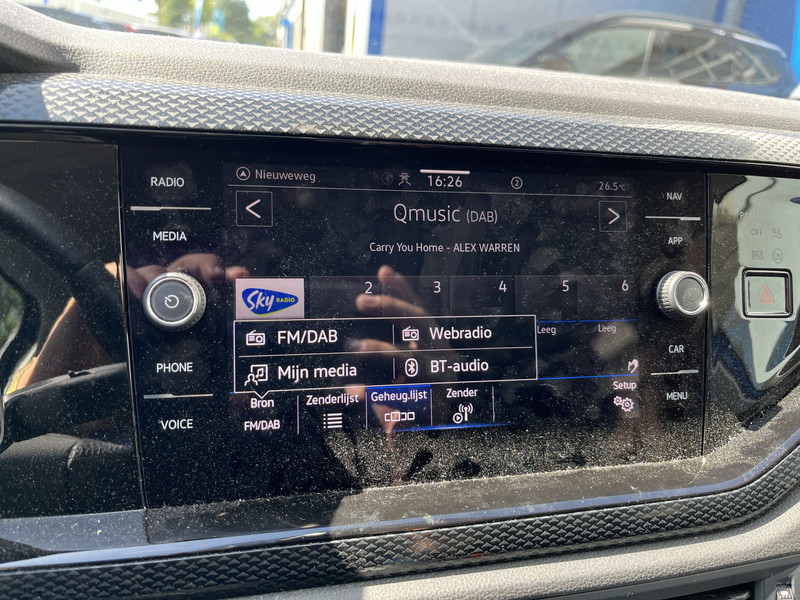 RADIO
MEDIA
PHONE
VOICE
Nieuweweg
16:26
2
26.5°C
<
Qmusic (DAB)
>
Carry You Home - ALEX WARREN
Sky RADIO
2 3 4 5 6
Leeg Leeg
FM/DAB Webradio
Mijn media BT-audio
Bron Zenderlijst Geheug.lijst Zender Setup
FM/DAB
NAV
APP
CAR
MENU
OFF